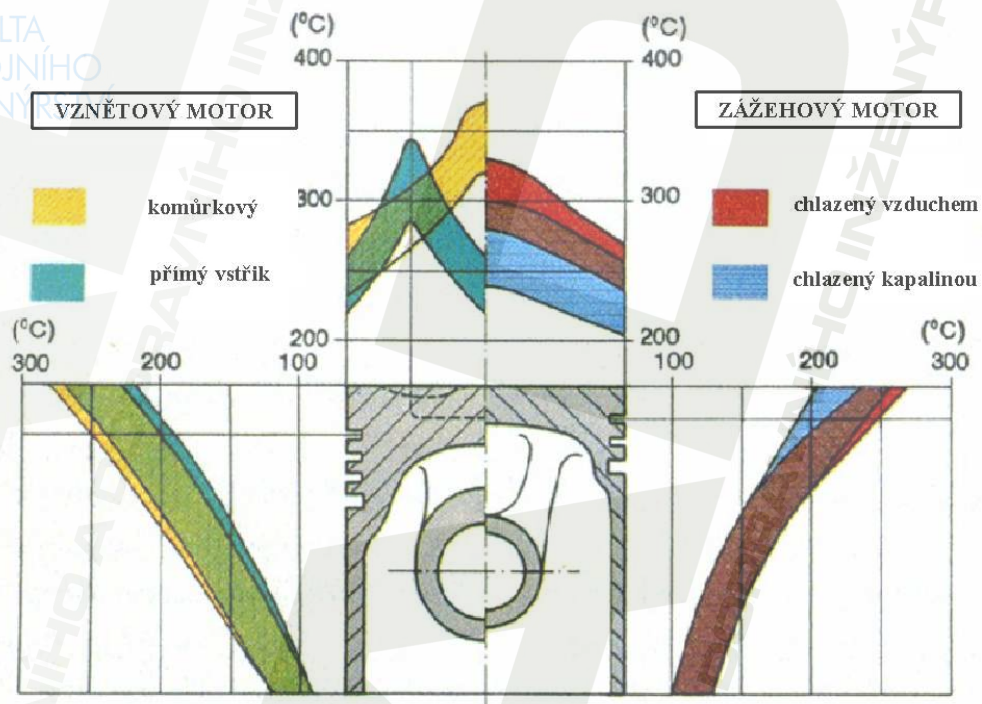 (°C)
(°C)
400
400
VZNĚTOVÝ MOTOR
ZÁŽEHOVÝ MOTOR
komůrkový
300
300
chlazený vzduchem
přímý vstřik
chlazený kapalinou
(°C)
200
200
(°C)
300
200
100
100
200
300